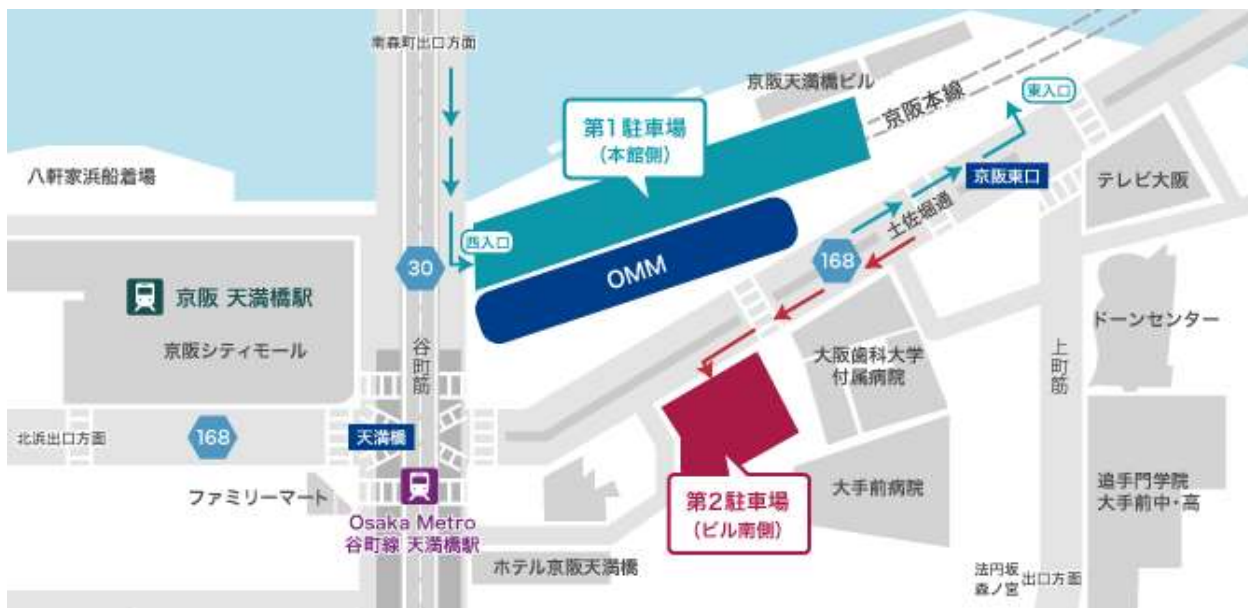 南森町出口方面
京阪天満橋ビル
京阪本線
東入口
第1駐車場
(本館側)
八軒家浜船着場
京阪東口
テレビ大阪
土佐堀通
西入口
30
OMM
168
京阪 天満橋駅
京阪シティモール
谷町筋
大阪歯科大学
付属病院
上町筋
ドーンセンター
北浜出口方面
168
天満橋
ファミリーマート
Osaka Metro
谷町線 天満橋駅
第2駐車場
(ビル南側)
大手前病院
追手門学院
大手前中・高
ホテル京阪天満橋
法円坂
森ノ宮
出口方面